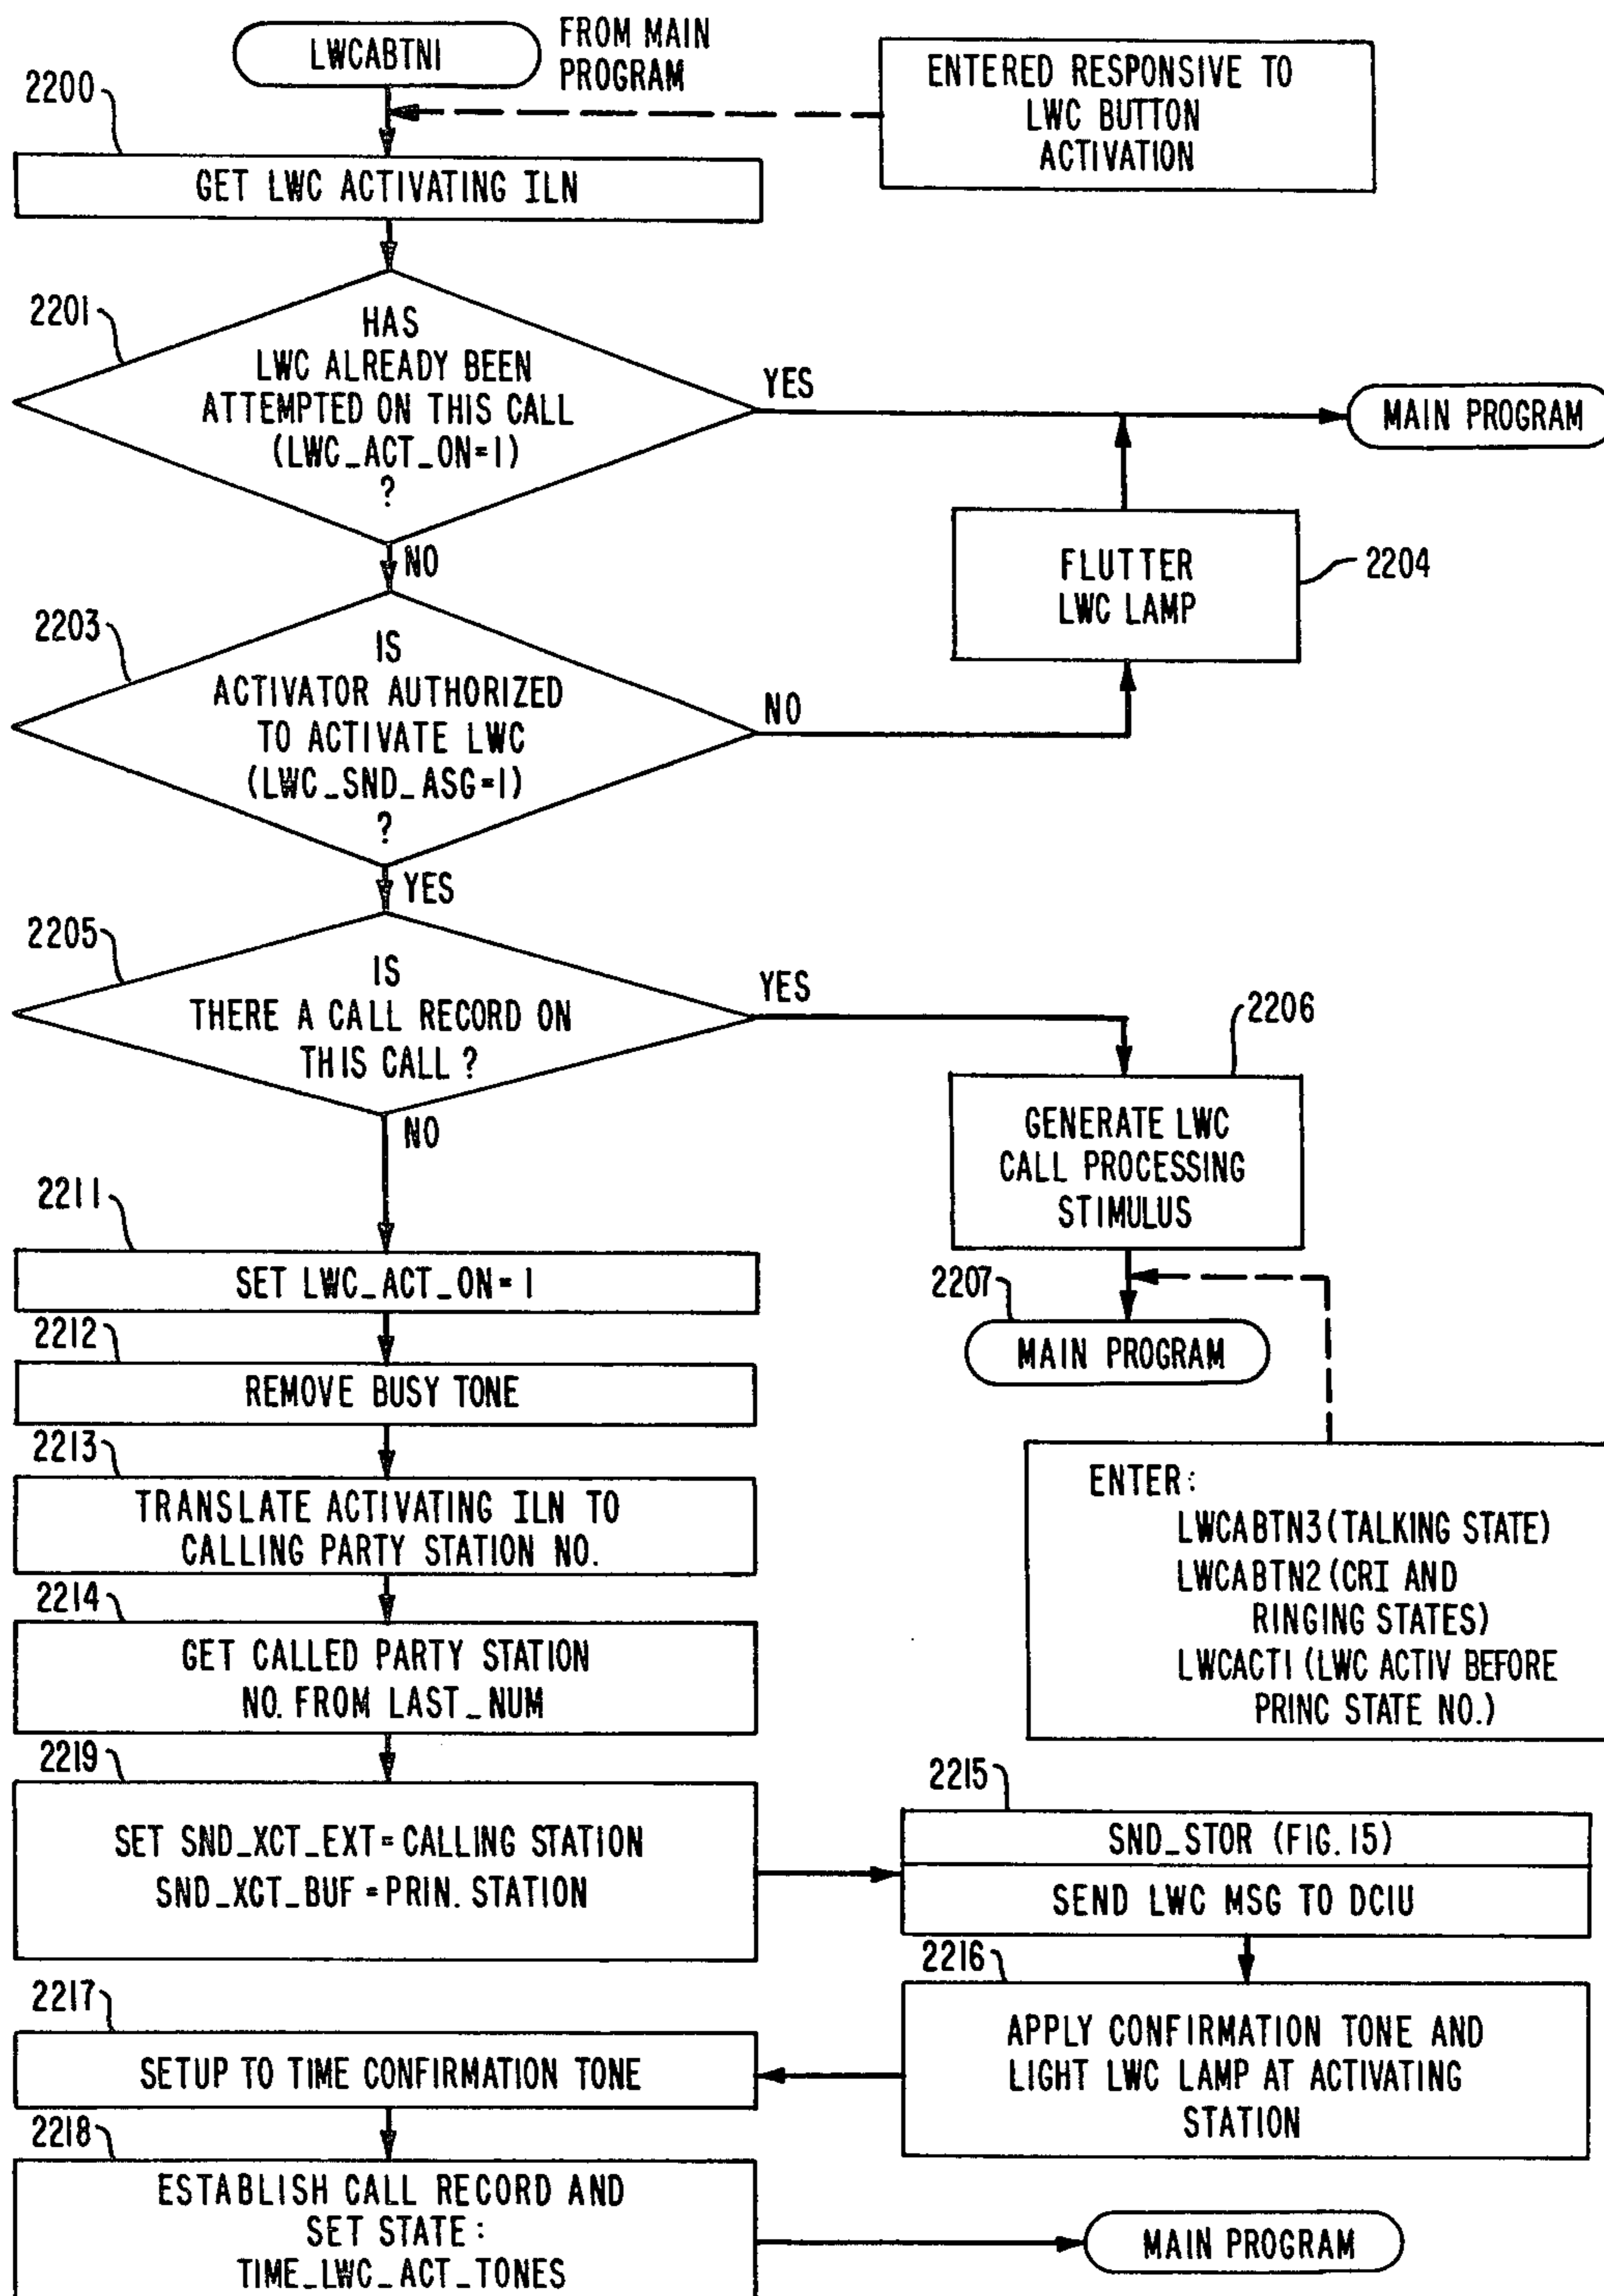 LWCABTN1
FROM MAIN
PROGRAM
ENTERED RESPONSIVE TO
LWC BUTTON
ACTIVATION
2200
GET LWC ACTIVATING ILN
2201
HAS
LWC ALREADY BEEN
ATTEMPTED ON THIS CALL
(LWC_ACT_ON=1)
?
YES
MAIN PROGRAM
NO
FLUTTER
LWC LAMP
2204
2203
IS
ACTIVATOR AUTHORIZED
TO ACTIVATE LWC
(LWC_SND_ASG=1)
?
NO
YES
2205
IS
THERE A CALL RECORD ON
THIS CALL ?
YES
2206
GENERATE LWC
CALL PROCESSING
STIMULUS
NO
2207
MAIN PROGRAM
2211
SET LWC_ACT_ON=1
2212
REMOVE BUSY TONE
2213
TRANSLATE ACTIVATING ILN TO
CALLING PARTY STATION NO.
2214
GET CALLED PARTY STATION
NO. FROM LAST_NUM
ENTER:
LWCABTN3 (TALKING STATE)
LWCABTN2 (CRI AND
RINGING STATES)
LWCACT1 (LWC ACTIV BEFORE
PRINC STATE NO.)
2219
SET SND_XCT_EXT=CALLING STATION
SND_XCT_BUF=PRIN. STATION
2215
SND_STOR (FIG. 15)
SEND LWC MSG TO DCIU
2216
APPLY CONFIRMATION TONE AND
LIGHT LWC LAMP AT ACTIVATING
STATION
2217
SETUP TO TIME CONFIRMATION TONE
2218
ESTABLISH CALL RECORD AND
SET STATE:
TIME_LWC_ACT_TONES
MAIN PROGRAM